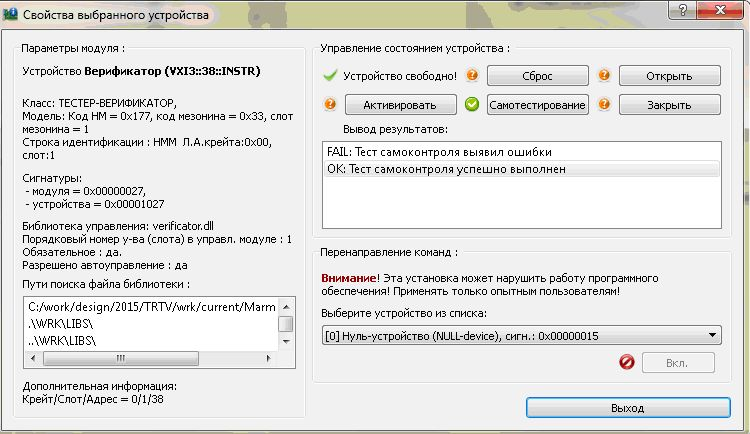 Свойства выбранного устройства
Параметры модуля :
Устройство Верификатор (VXI3::38::INSTR)
Класс: ТЕСТЕР-ВЕРИФИКАТОР,
Модель: Код НМ = 0x177, код мезонина = 0x33, слот
мезонина = 1
Строка идентификации : НММ Л.А.крейта:0x00,
слот:1
Сигнатуры:
- модуля = 0x00000027,
- устройства = 0x00001027
Библиотека управления: verificator.dll
Порядковый номер у-ва (слота) в управл. модуле : 1
Обязательное : да.
Разрешено автоуправление : да
Пути поиска файла библиотеки :
C:/work/design/2015/TRTV/wrk/current/Marm
.\WRK\LIBS\
..\WRK\LIBS\
Дополнительная информация:
Крейт/Слот/Адрес = 0/1/38
Управление состоянием устройства :
Устройство свободно!
Сброс
Открыть
Активировать
Самотестирование
Закрыть
Вывод результатов:
FAIL: Тест самоконтроля выявил ошибки
OK: Тест самоконтроля успешно выполнен
Перенаправление команд :
Внимание! Эта установка может нарушить работу программного
обеспечения! Применять только опытным пользователям!
Выберите устройство из списка:
[0] Нуль-устройство (NULL-device), сигн.: 0x00000015
Вкл.
Выход